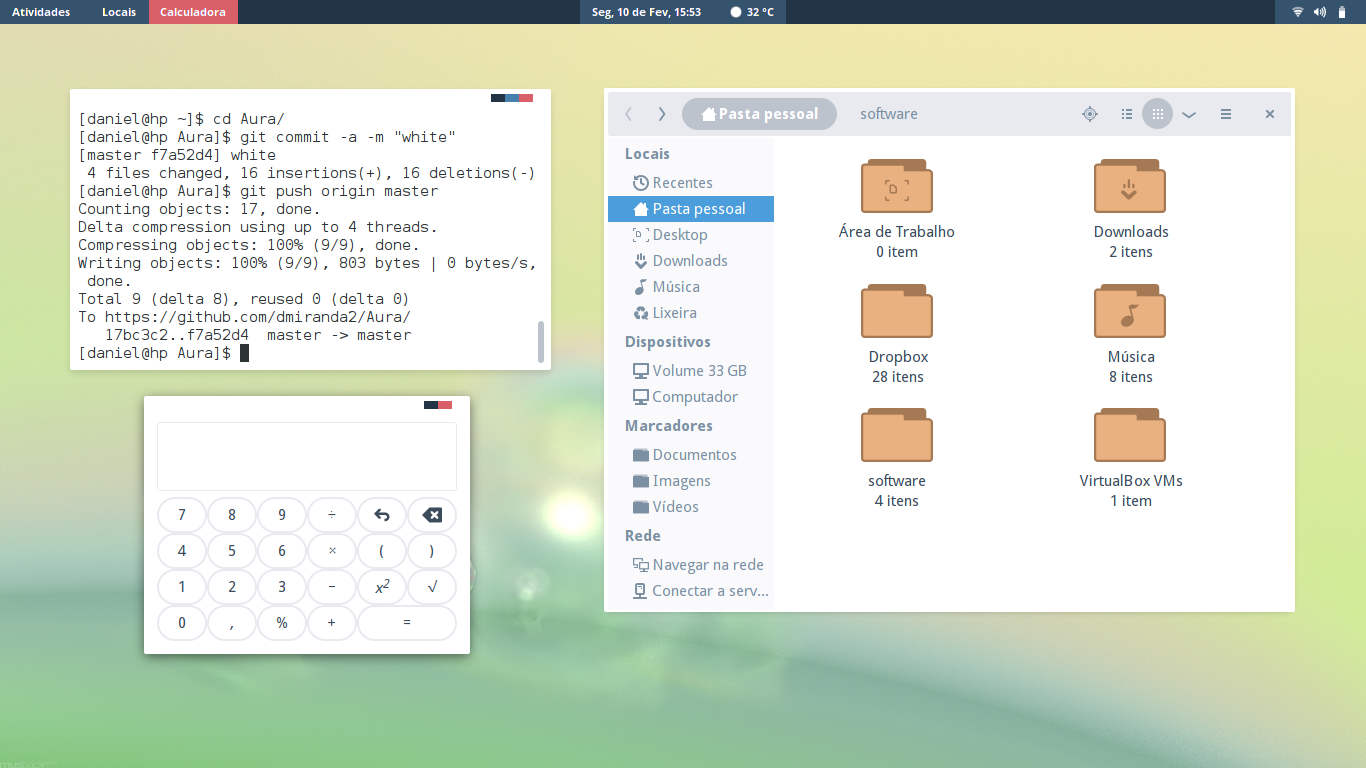 Atividades Locais Calculadora Seg, 10 de Fev, 15:53 32 °C
[daniel@hp ~]$ cd Aura/
[daniel@hp Aura]$ git commit -a -m "white"
[master f7a52d4] white
 4 files changed, 16 insertions(+), 16 deletions(-)
[daniel@hp Aura]$ git push origin master
Counting objects: 17, done.
Delta compression using up to 4 threads.
Compressing objects: 100% (9/9), done.
Writing objects: 100% (9/9), 803 bytes | 0 bytes/s,
 done.
Total 9 (delta 8), reused 0 (delta 0)
To https://github.com/dmiranda2/Aura/
   17bc3c2..f7a52d4  master -> master
[daniel@hp Aura]$
7 8 9 ÷
4 5 6 × ( )
1 2 3 − x² √
0 , % + =
Pasta pessoal software
Locais
Recentes
Pasta pessoal
Desktop
Downloads
Música
Lixeira
Dispositivos
Volume 33 GB
Computador
Marcadores
Documentos
Imagens
Vídeos
Rede
Navegar na rede
Conectar a serv...
Área de Trabalho
0 item
Downloads
2 itens
Dropbox
28 itens
Música
8 itens
software
4 itens
VirtualBox VMs
1 item